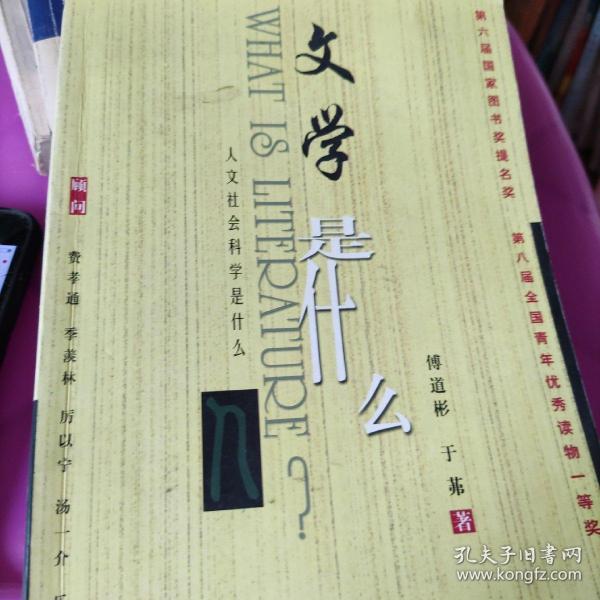 第六届国家图书奖提名奖
第八届全国青年优秀读物一等奖
文学是什么
WHAT IS LITERATURE?
人文社会科学是什么
傅道彬 于茀 著
顾问
费孝通 季羡林 厉以宁 汤一介
孔夫子旧书网
www.kongfz.com